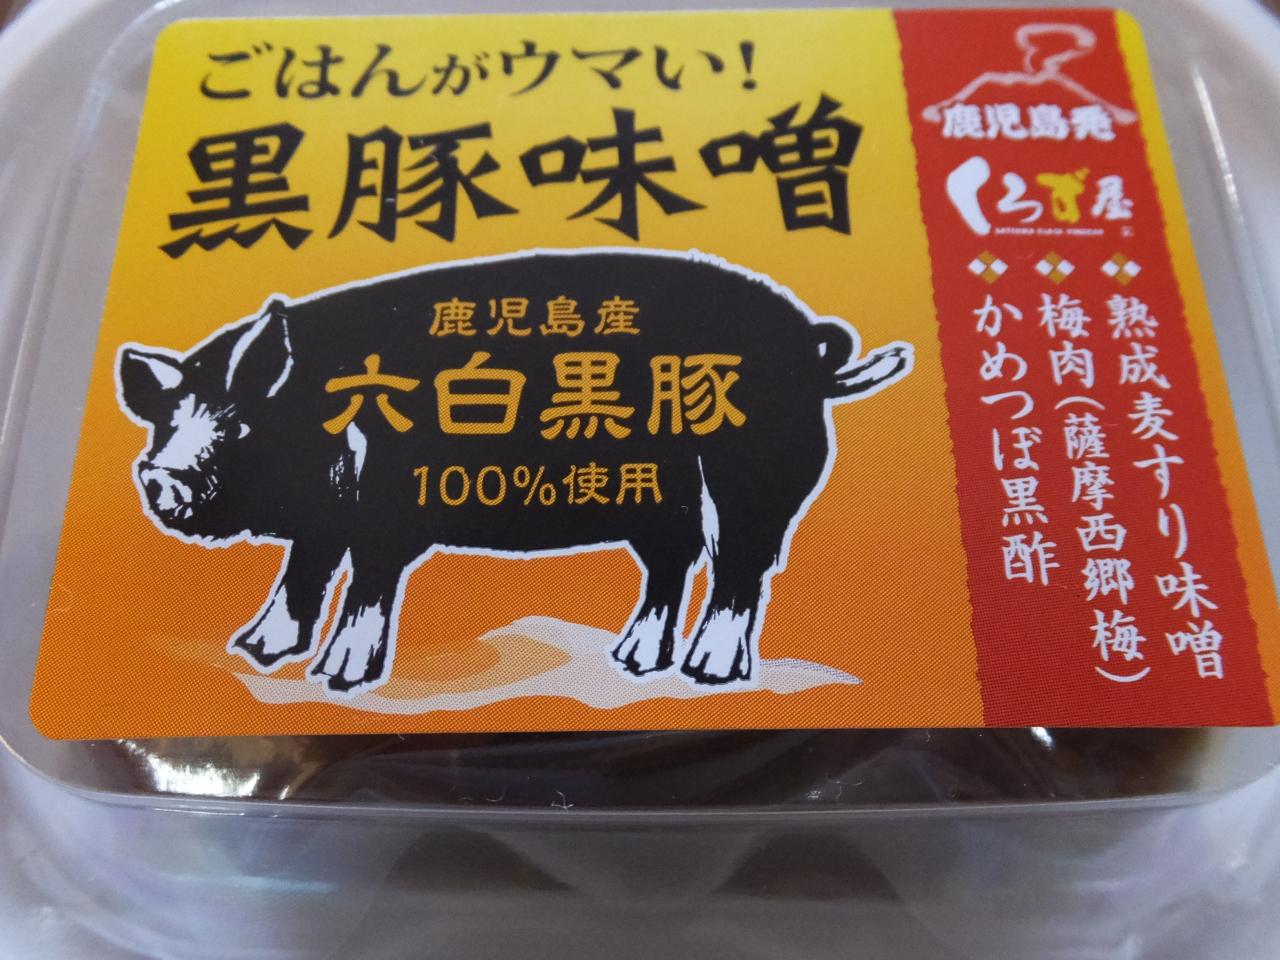 ごはんがウマい!
黒豚味噌
鹿児島産
六白黒豚
100%使用
鹿児島発
くろず屋
熟成麦すり味噌
梅肉(薩摩西郷梅)
かめつぼ黒酢